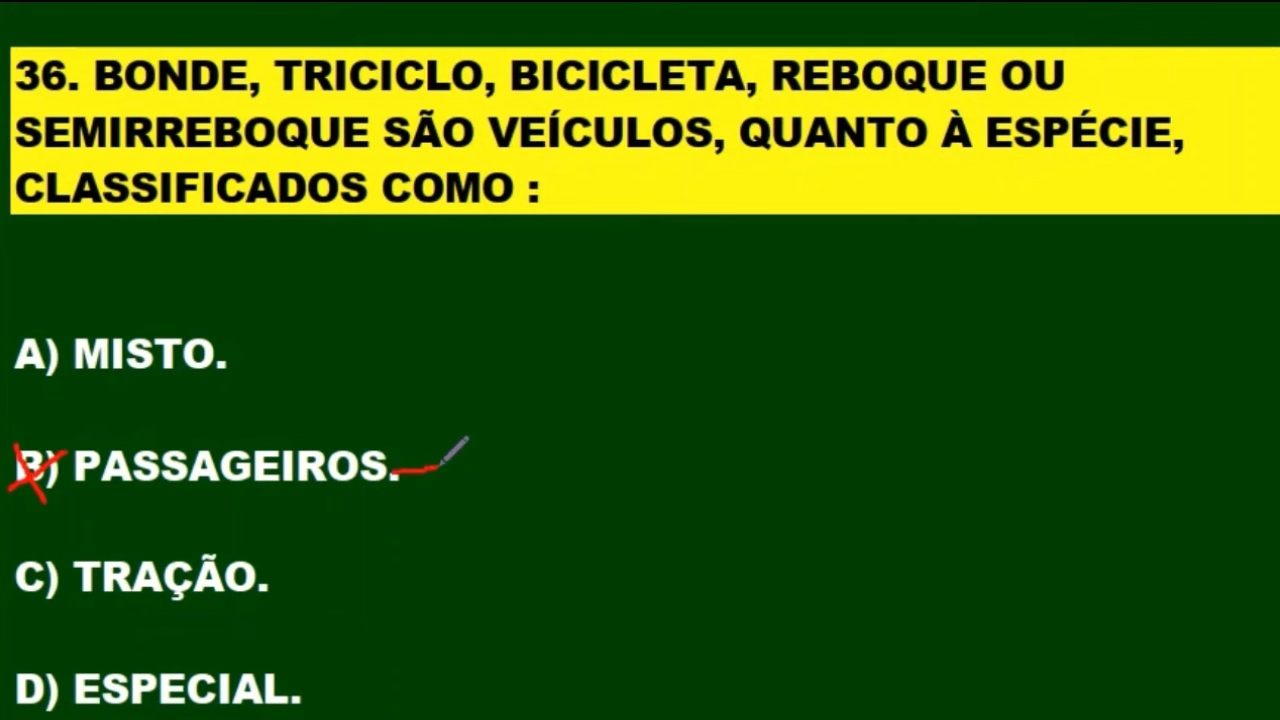 36. BONDE, TRICICLO, BICICLETA, REBOQUE OU
SEMIRREBOQUE SÃO VEÍCULOS, QUANTO À ESPÉCIE,
CLASSIFICADOS COMO :
A) MISTO.
B) PASSAGEIROS.
C) TRAÇÃO.
D) ESPECIAL.